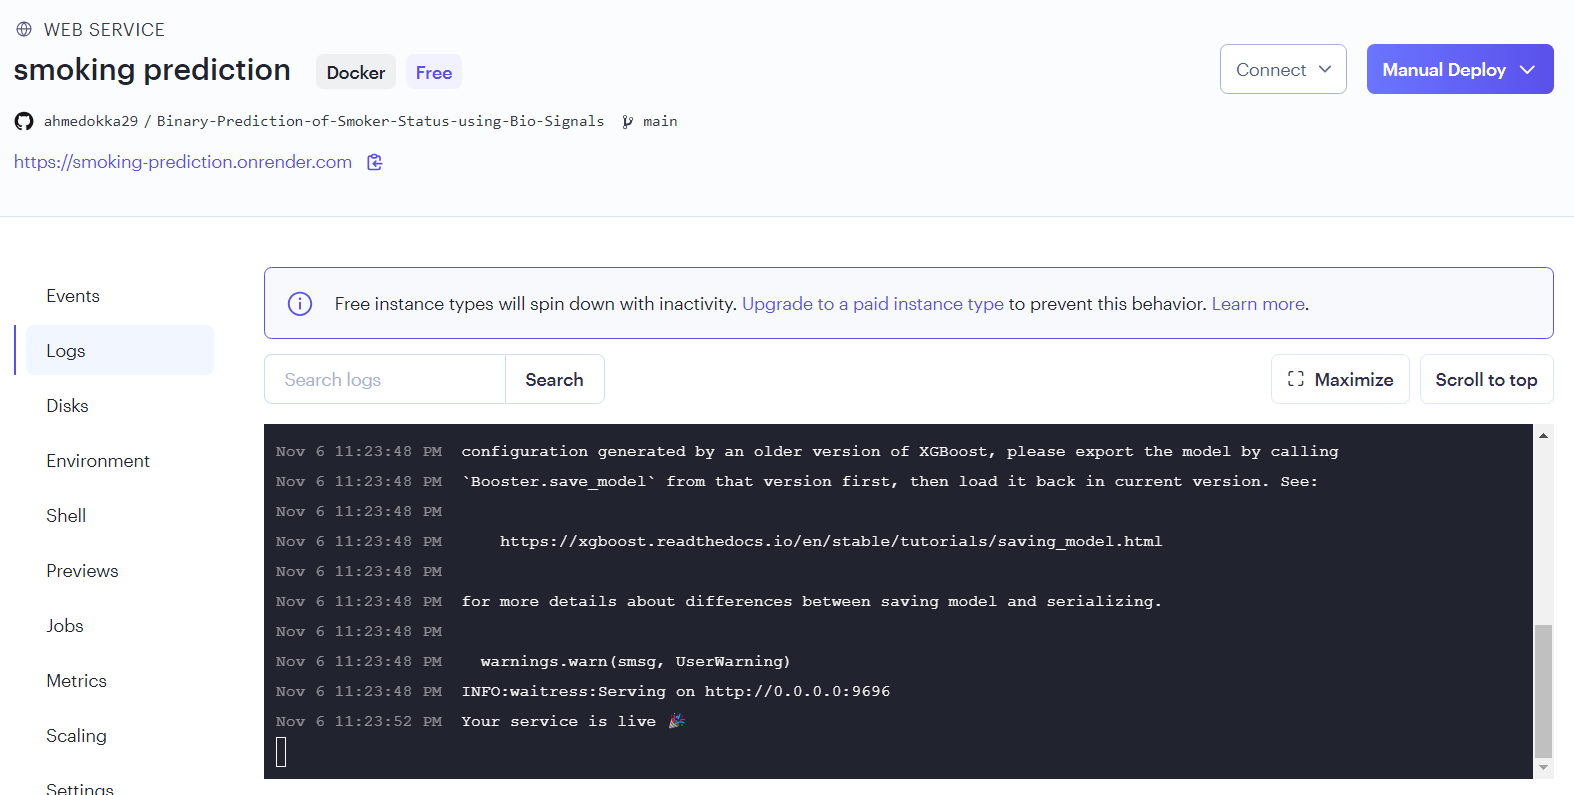 WEB SERVICE
smoking prediction Docker Free
Connect
Manual Deploy
ahmedokka29 / Binary-Prediction-of-Smoker-Status-using-Bio-Signals main
https://smoking-prediction.onrender.com
Events
Logs
Disks
Environment
Shell
Previews
Jobs
Metrics
Scaling
Settings
Free instance types will spin down with inactivity. Upgrade to a paid instance type to prevent this behavior. Learn more.
Search logs Search
Maximize Scroll to top
Nov 6 11:23:48 PM configuration generated by an older version of XGBoost, please export the model by calling
Nov 6 11:23:48 PM `Booster.save_model` from that version first, then load it back in current version. See:
Nov 6 11:23:48 PM
Nov 6 11:23:48 PM https://xgboost.readthedocs.io/en/stable/tutorials/saving_model.html
Nov 6 11:23:48 PM
Nov 6 11:23:48 PM for more details about differences between saving model and serializing.
Nov 6 11:23:48 PM
Nov 6 11:23:48 PM warnings.warn(smsg, UserWarning)
Nov 6 11:23:48 PM INFO:waitress:Serving on http://0.0.0.0:9696
Nov 6 11:23:52 PM Your service is live 🎉